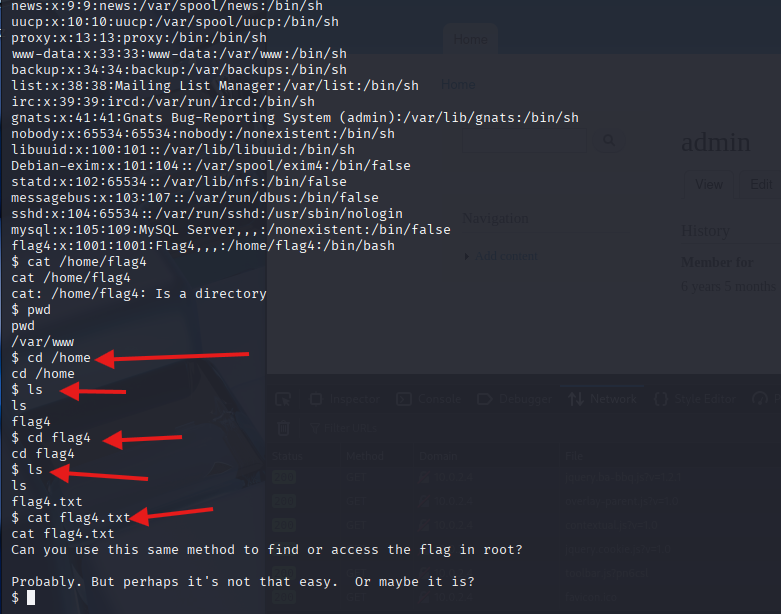 news:x:9:9:news:/var/spool/news:/bin/sh
uucp:x:10:10:uucp:/var/spool/uucp:/bin/sh
proxy:x:13:13:proxy:/bin:/bin/sh
www-data:x:33:33:www-data:/var/www:/bin/sh
backup:x:34:34:backup:/var/backups:/bin/sh
list:x:38:38:Mailing List Manager:/var/list:/bin/sh
irc:x:39:39:ircd:/var/run/ircd:/bin/sh
gnats:x:41:41:Gnats Bug-Reporting System (admin):/var/lib/gnats:/bin/sh
nobody:x:65534:65534:nobody:/nonexistent:/bin/sh
libuuid:x:100:101::/var/lib/libuuid:/bin/sh
Debian-exim:x:101:104::/var/spool/exim4:/bin/false
statd:x:102:65534::/var/lib/nfs:/bin/false
messagebus:x:103:107::/var/run/dbus:/bin/false
sshd:x:104:65534::/var/run/sshd:/usr/sbin/nologin
mysql:x:105:109:MySQL Server,,,:/nonexistent:/bin/false
flag4:x:1001:1001:Flag4,,,:/home/flag4:/bin/bash
$ cat /home/flag4
cat /home/flag4
cat: /home/flag4: Is a directory
$ pwd
pwd
/var/www
$ cd /home
cd /home
$ ls
ls
flag4
$ cd flag4
cd flag4
$ ls
ls
flag4.txt
$ cat flag4.txt
cat flag4.txt
Can you use this same method to find or access the flag in root?
Probably. But perhaps it's not that easy.  Or maybe it is?
$
Home
Home
admin
View
Edit
Navigation
Add content
History
Member for
6 years 5 months
Inspector
Console
Debugger
Network
Style Editor
Filter URLs
Status
Method
Domain
File